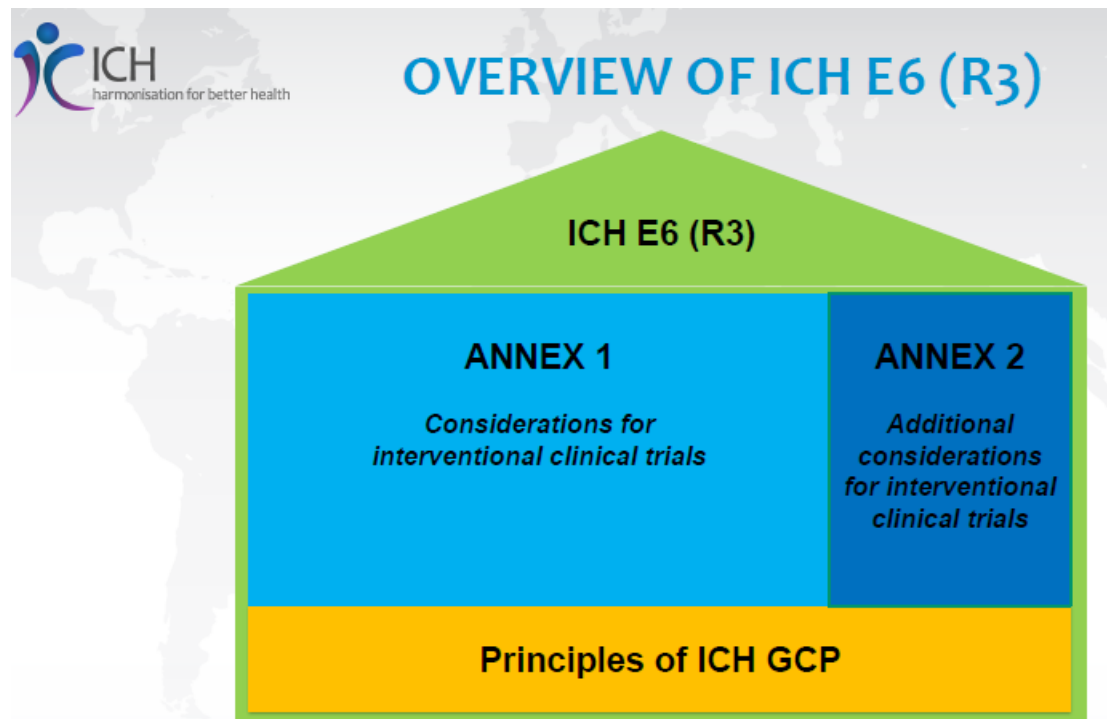 ICH
harmonisation for better health
OVERVIEW OF ICH E6 (R3)
ICH E6 (R3)
ANNEX 1
Considerations for
interventional clinical trials
ANNEX 2
Additional
considerations
for interventional
clinical trials
Principles of ICH GCP